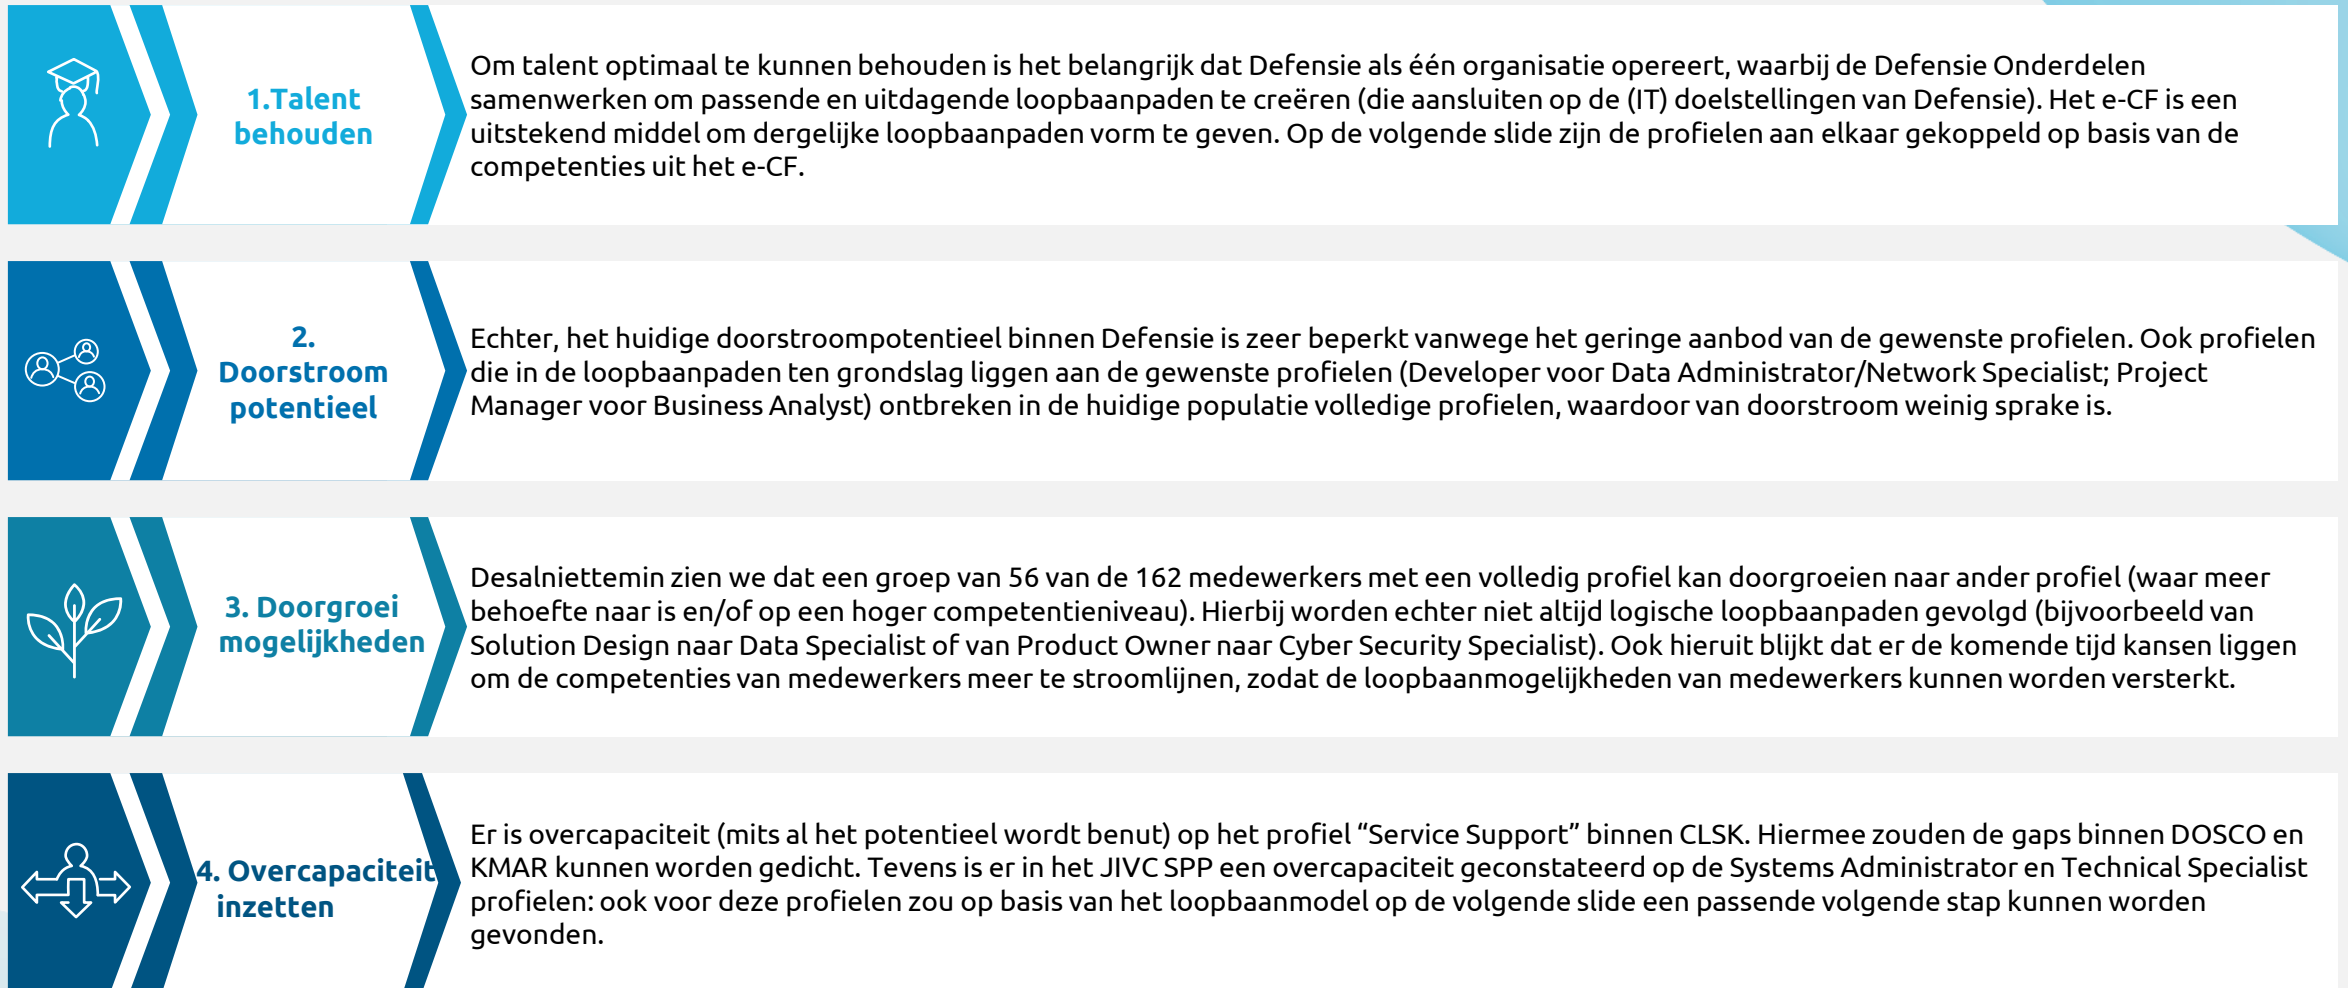 1.Talent
behouden
Om talent optimaal te kunnen behouden is het belangrijk dat Defensie als één organisatie opereert, waarbij de Defensie Onderdelen
samenwerken om passende en uitdagende loopbaanpaden te creëren (die aansluiten op de (IT) doelstellingen van Defensie). Het e-CF is een
uitstekend middel om dergelijke loopbaanpaden vorm te geven. Op de volgende slide zijn de profielen aan elkaar gekoppeld op basis van de
competenties uit het e-CF.
2.
Doorstroom
potentieel
Echter, het huidige doorstroompotentieel binnen Defensie is zeer beperkt vanwege het geringe aanbod van de gewenste profielen. Ook profielen
die in de loopbaanpaden ten grondslag liggen aan de gewenste profielen (Developer voor Data Administrator/Network Specialist; Project
Manager voor Business Analyst) ontbreken in de huidige populatie volledige profielen, waardoor van doorstroom weinig sprake is.
3. Doorgroei
mogelijkheden
Desalniettemin zien we dat een groep van 56 van de 162 medewerkers met een volledig profiel kan doorgroeien naar ander profiel (waar meer
behoefte naar is en/of op een hoger competentieniveau). Hierbij worden echter niet altijd logische loopbaanpaden gevolgd (bijvoorbeeld van
Solution Design naar Data Specialist of van Product Owner naar Cyber Security Specialist). Ook hieruit blijkt dat er de komende tijd kansen liggen
om de competenties van medewerkers meer te stroomlijnen, zodat de loopbaanmogelijkheden van medewerkers kunnen worden versterkt.
4. Overcapaciteit
inzetten
Er is overcapaciteit (mits al het potentieel wordt benut) op het profiel “Service Support” binnen CLSK. Hiermee zouden de gaps binnen DOSCO en
KMAR kunnen worden gedicht. Tevens is er in het JIVC SPP een overcapaciteit geconstateerd op de Systems Administrator en Technical Specialist
profielen: ook voor deze profielen zou op basis van het loopbaanmodel op de volgende slide een passende volgende stap kunnen worden
gevonden.